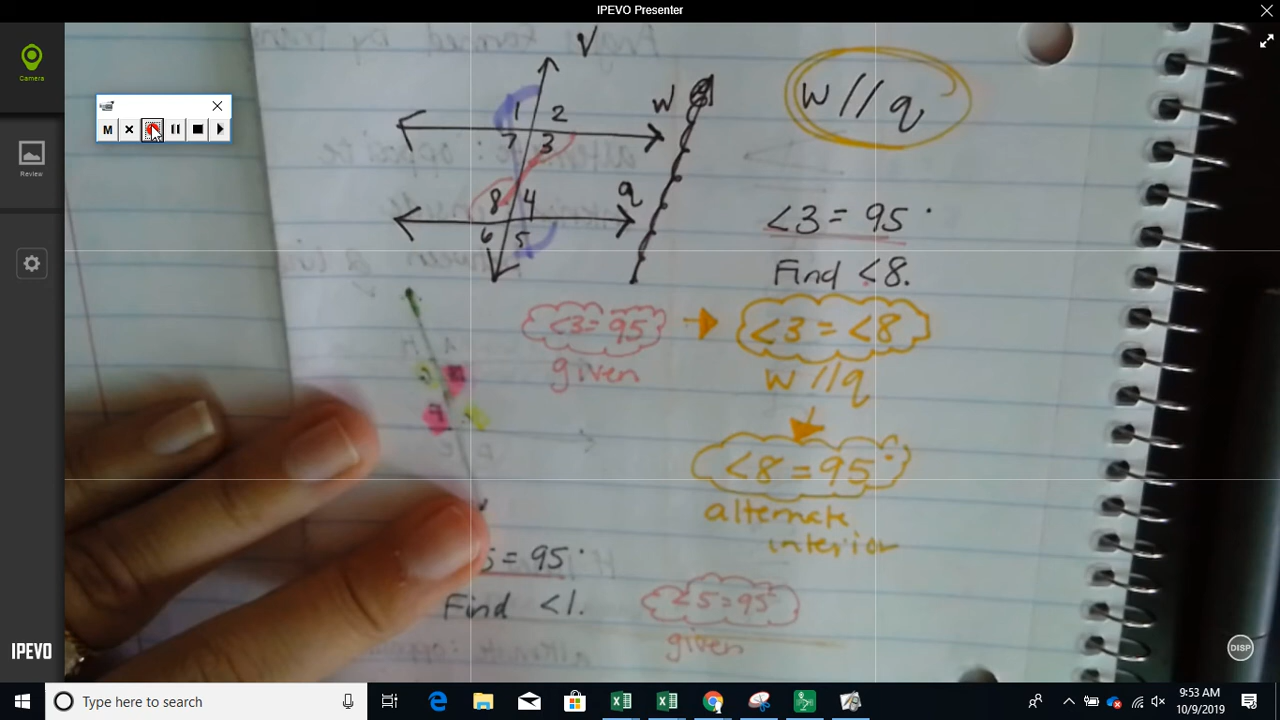 IPEVO Presenter
Camera
Review
IPEVO
DISP
M
V
1 2
w
7 3
8 4
q
6 5
w // q
<3 = 95°
Find <8.
<3 = 95
given
<3 = <8
w // q
<8 = 95°
alternate
interior
5 = 95°
Find <1.
<5 = 95°
given
Type here to search
9:53 AM
10/9/2019